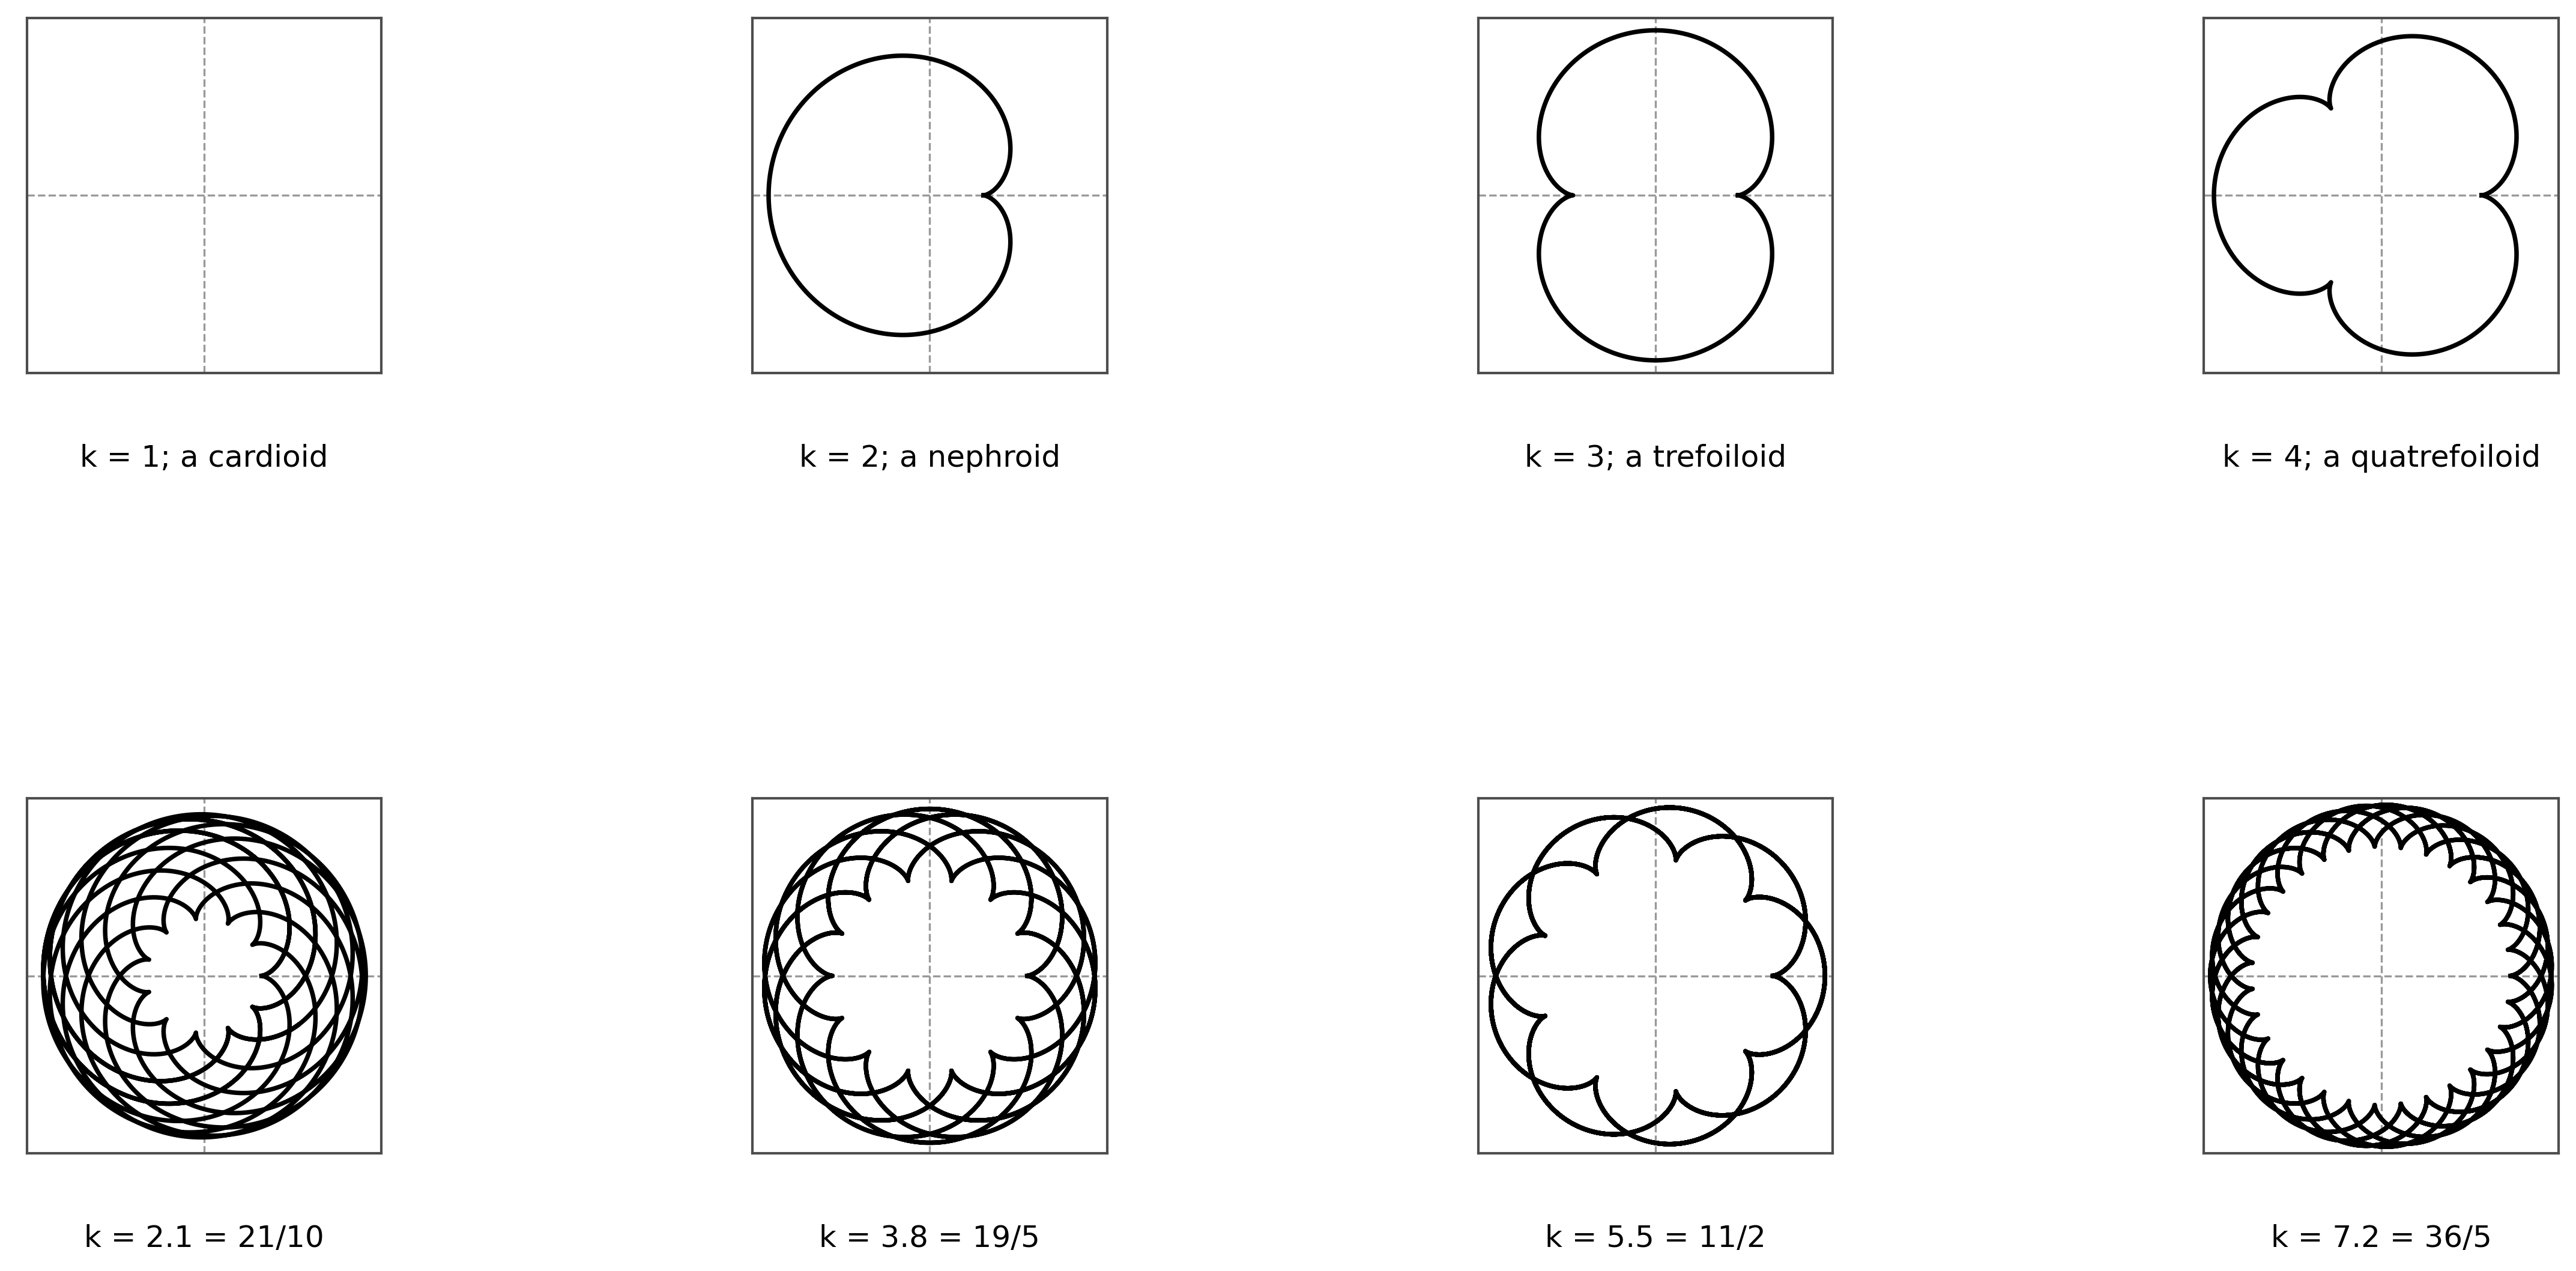 k = 1; a cardioid
k = 2; a nephroid
k = 3; a trefoiloid
k = 4; a quatrefoiloid
k = 2.1 = 21/10
k = 3.8 = 19/5
k = 5.5 = 11/2
k = 7.2 = 36/5